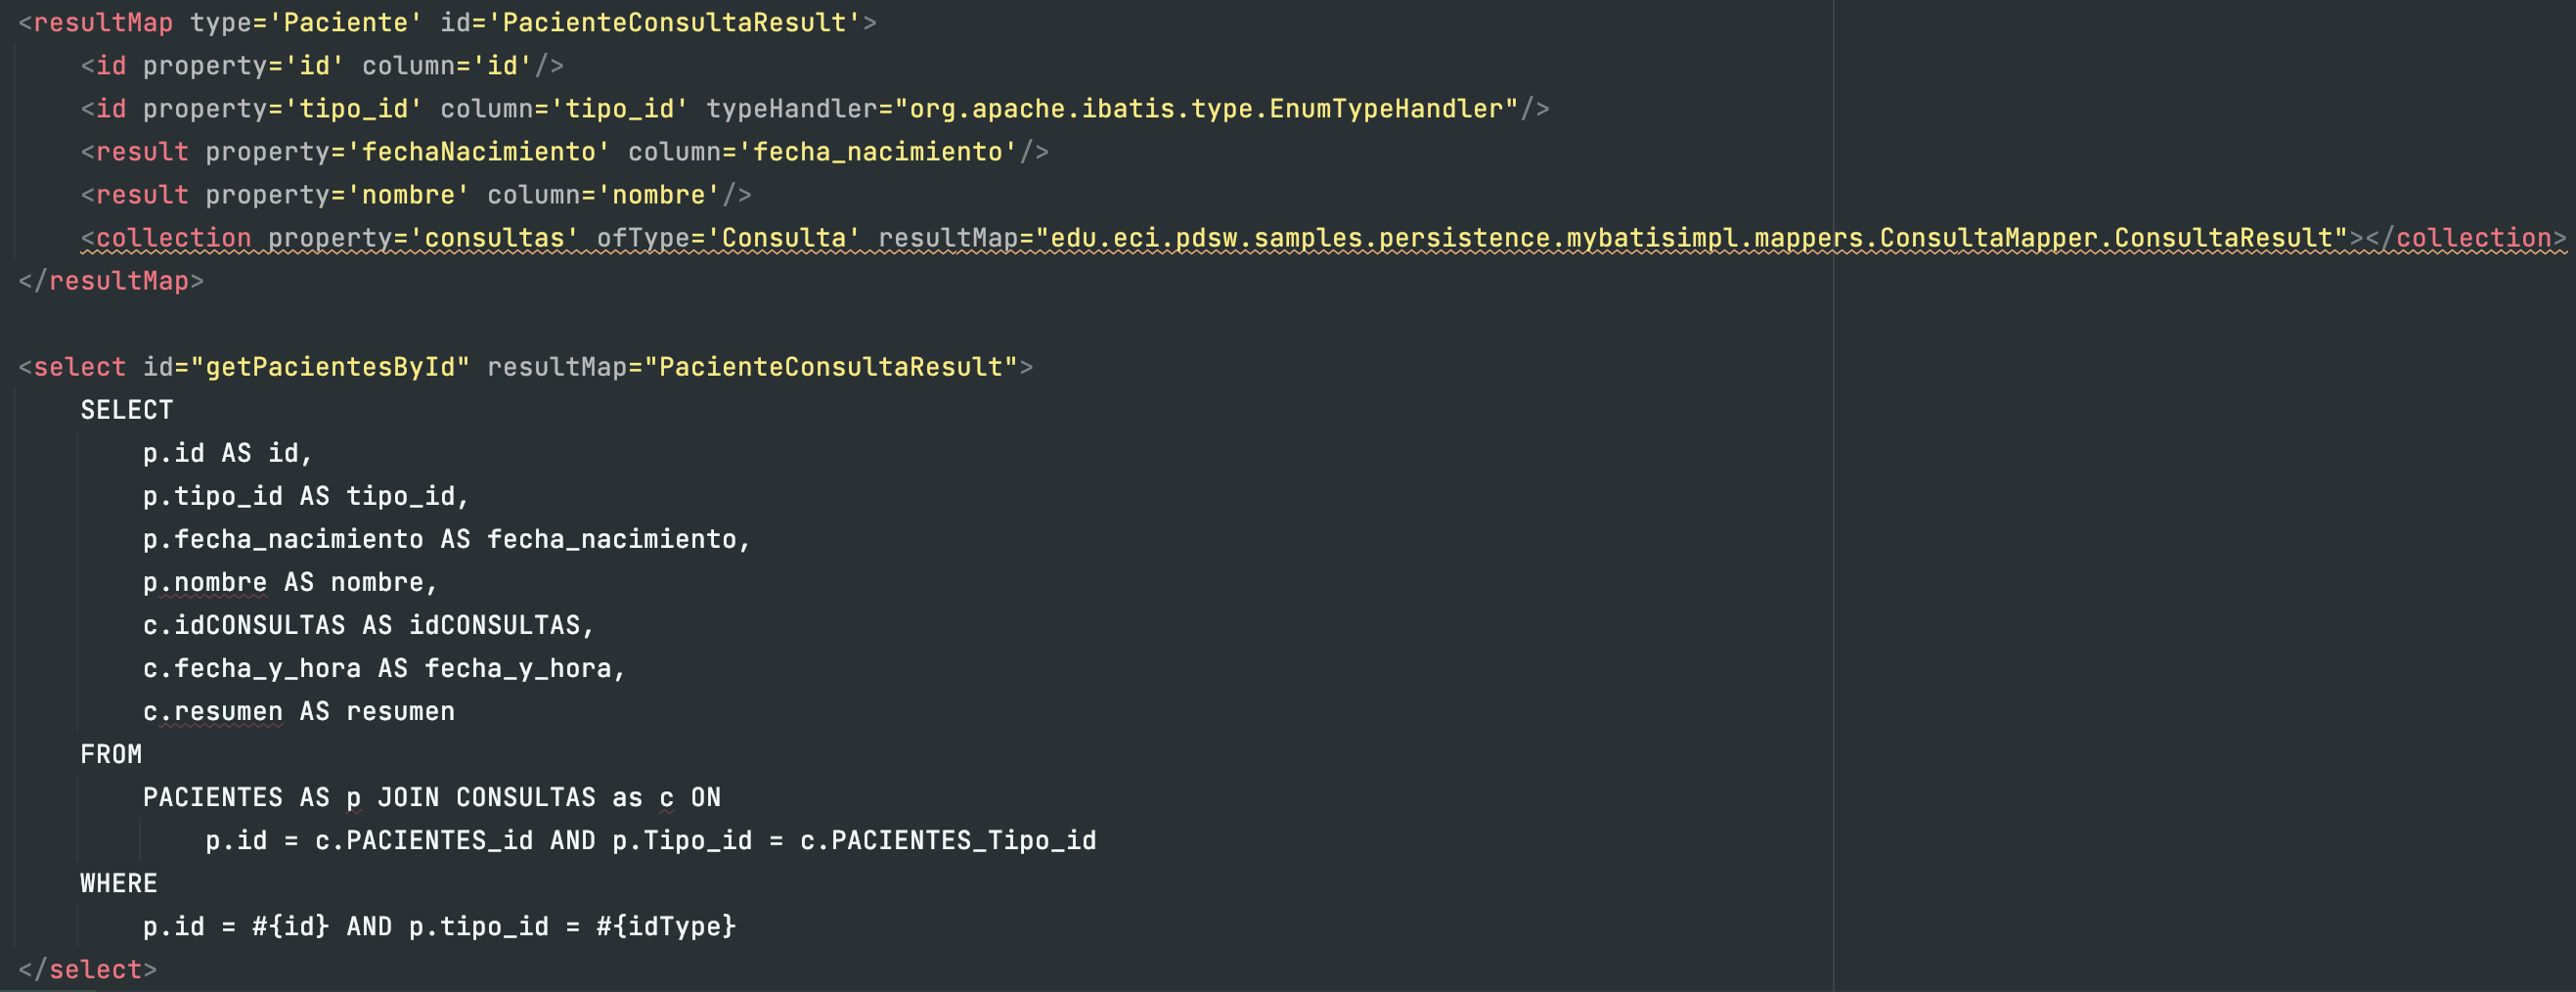 <resultMap type='Paciente' id='PacienteConsultaResult'>
    <id property='id' column='id'/>
    <id property='tipo_id' column='tipo_id' typeHandler="org.apache.ibatis.type.EnumTypeHandler"/>
    <result property='fechaNacimiento' column='fecha_nacimiento'/>
    <result property='nombre' column='nombre'/>
    <collection property='consultas' ofType='Consulta' resultMap="edu.eci.pdsw.samples.persistence.mybatisimpl.mappers.ConsultaMapper.ConsultaResult"></collection>
</resultMap>

<select id="getPacientesById" resultMap="PacienteConsultaResult">
    SELECT
        p.id AS id,
        p.tipo_id AS tipo_id,
        p.fecha_nacimiento AS fecha_nacimiento,
        p.nombre AS nombre,
        c.idCONSULTAS AS idCONSULTAS,
        c.fecha_y_hora AS fecha_y_hora,
        c.resumen AS resumen
    FROM
        PACIENTES AS p JOIN CONSULTAS as c ON
            p.id = c.PACIENTES_id AND p.Tipo_id = c.PACIENTES_Tipo_id
    WHERE
        p.id = #{id} AND p.tipo_id = #{idType}
</select>